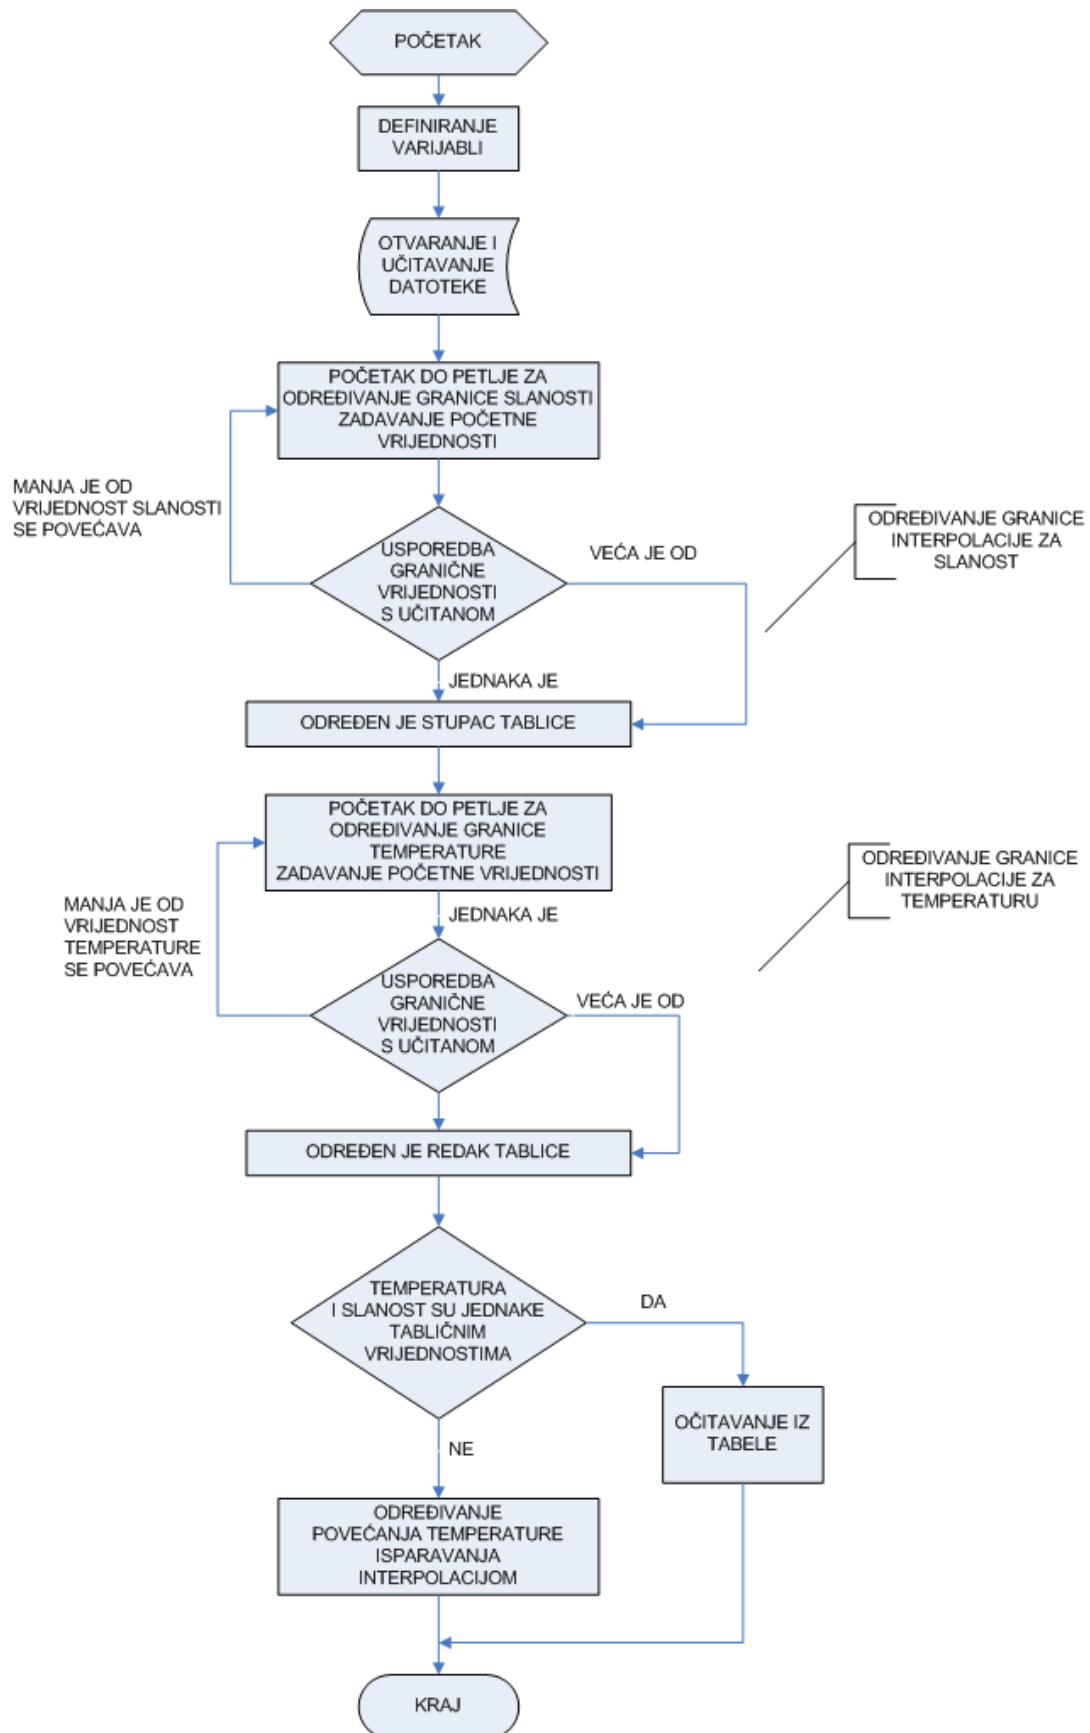 POČETAK
DEFINIRANJE
VARIJABLI
OTVARANJE I
UČITAVANJE
DATOTEKE
POČETAK DO PETLJE ZA
ODREĐIVANJE GRANICE SLANOSTI
ZADAVANJE POČETNE
VRIJEDNOSTI
MANJA JE OD
VRIJEDNOST SLANOSTI
SE POVEĆAVA
USPOREDBA
GRANIČNE
VRIJEDNOSTI
S UČITANOM
VEĆA JE OD
ODREĐIVANJE GRANICE
INTERPOLACIJE ZA
SLANOST
JEDNAKA JE
ODREĐEN JE STUPAC TABLICE
POČETAK DO PETLJE ZA
ODREĐIVANJE GRANICE
TEMPERATURE
ZADAVANJE POČETNE VRIJEDNOSTI
ODREĐIVANJE GRANICE
INTERPOLACIJE ZA
TEMPERATURU
MANJA JE OD
VRIJEDNOST
TEMPERATURE
SE POVEĆAVA
JEDNAKA JE
USPOREDBA
GRANIČNE
VRIJEDNOSTI
S UČITANOM
VEĆA JE OD
ODREĐEN JE REDAK TABLICE
TEMPERATURA
I SLANOST SU JEDNAKE
TABLIČNIM
VRIJEDNOSTIMA
DA
OČITAVANJE IZ
TABELE
NE
ODREĐIVANJE
POVEĆANJA TEMPERATURE
ISPARAVANJA
INTERPOLACIJOM
KRAJ